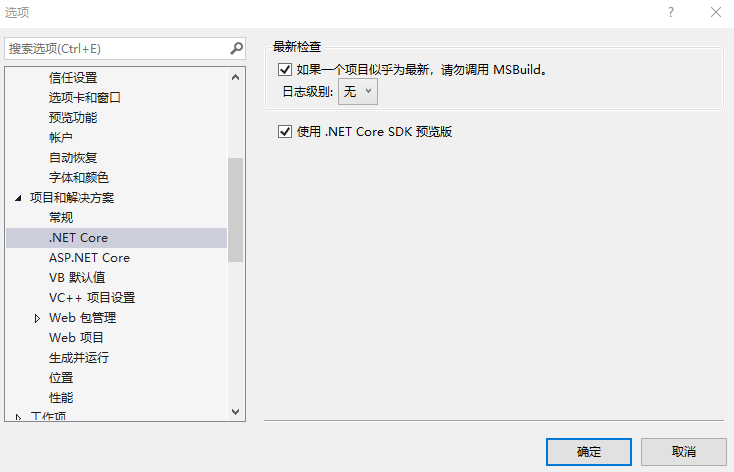 选项
搜索选项(Ctrl+E)
信任设置
选项卡和窗口
预览功能
帐户
自动恢复
字体和颜色
项目和解决方案
常规
.NET Core
ASP.NET Core
VB 默认值
VC++ 项目设置
Web 包管理
Web 项目
生成并运行
位置
性能
工作项
最新检查
如果一个项目似乎为最新，请勿调用 MSBuild。
日志级别: 无
使用 .NET Core SDK 预览版
确定
取消